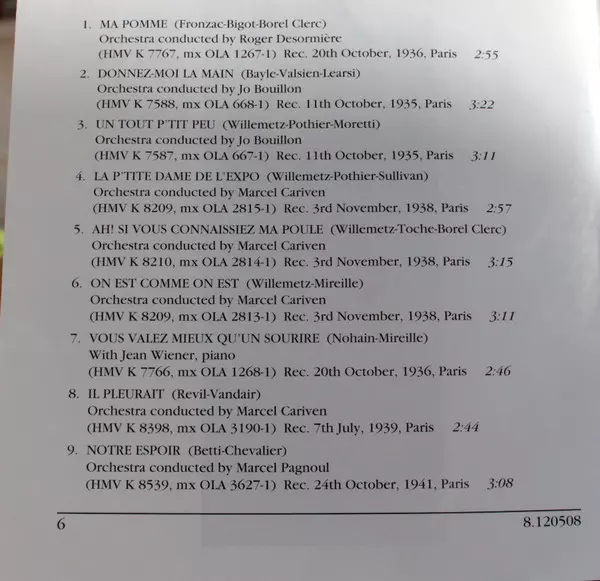 1. MA POMME (Fronzac-Bigot-Borel Clerc)
Orchestra conducted by Roger Desormière
(HMV K 7767, mx OLA 1267-1) Rec. 20th October, 1936, Paris 2:55
2. DONNEZ-MOI LA MAIN (Bayle-Valsien-Learsi)
Orchestra conducted by Jo Bouillon
(HMV K 7588, mx OLA 668-1) Rec. 11th October, 1935, Paris 3:22
3. UN TOUT P'TIT PEU (Willemetz-Pothier-Moretti)
Orchestra conducted by Jo Bouillon
(HMV K 7587, mx OLA 667-1) Rec. 11th October, 1935, Paris 3:11
4. LA P'TITE DAME DE L'EXPO (Willemetz-Pothier-Sullivan)
Orchestra conducted by Marcel Cariven
(HMV K 8209, mx OLA 2815-1) Rec. 3rd November, 1938, Paris 2:57
5. AH! SI VOUS CONNAISSIEZ MA POULE (Willemetz-Toche-Borel Clerc)
Orchestra conducted by Marcel Cariven
(HMV K 8210, mx OLA 2814-1) Rec. 3rd November, 1938, Paris 3:15
6. ON EST COMME ON EST (Willemetz-Mireille)
Orchestra conducted by Marcel Cariven
(HMV K 8209, mx OLA 2813-1) Rec. 3rd November, 1938, Paris 3:11
7. VOUS VALEZ MIEUX QU'UN SOURIRE (Nohain-Mireille)
With Jean Wiener, piano
(HMV K 7766, mx OLA 1268-1) Rec. 20th October, 1936, Paris 2:46
8. IL PLEURAIT (Revil-Vandair)
Orchestra conducted by Marcel Cariven
(HMV K 8398, mx OLA 3190-1) Rec. 7th July, 1939, Paris 2:44
9. NOTRE ESPOIR (Betti-Chevalier)
Orchestra conducted by Marcel Pagnoul
(HMV K 8539, mx OLA 3627-1) Rec. 24th October, 1941, Paris 3:08
6 8.120508